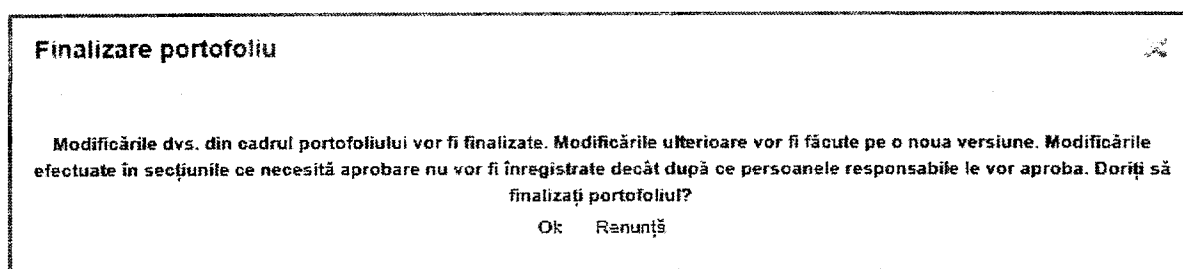 Finalizare portofoliu
Modificările dvs. din cadrul portofoliului vor fi finalizate. Modificările ulterioare vor fi făcute pe o noua versiune. Modificările
efectuate în secțiunile ce necesită aprobare nu vor fi înregistrate decât după ce persoanele responsabile le vor aproba. Doriți să
finalizați portofoliul?
Ok Renunță